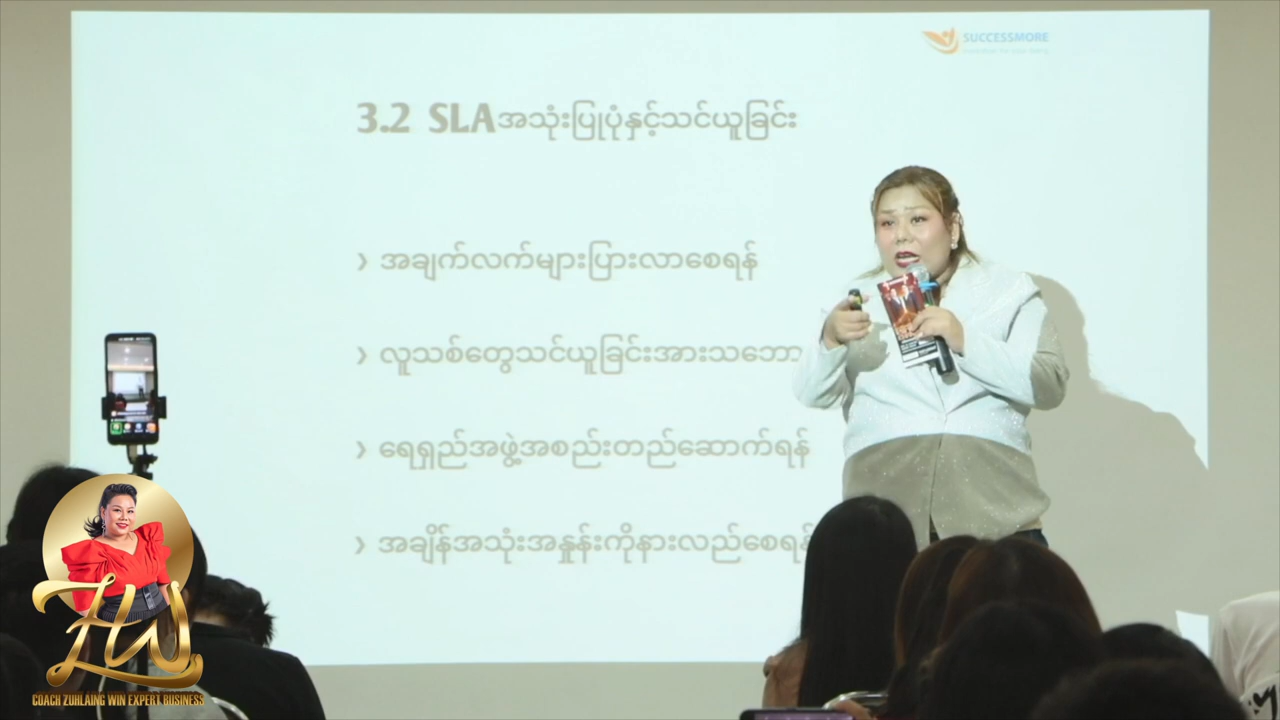 SUCCESSMORE
3.2 SLAအသုံးပြုပုံနှင့်သင်ယူခြင်း
› အချက်လက်များပြားလာစေရန်
› လူသစ်တွေသင်ယူခြင်းအားသဘော
› ရေရှည်အဖွဲ့အစည်းတည်ဆောက်ရန်
› အချိန်အသုံးအနှုန်းကိုနားလည်စေရန်
ZW
COACH ZUHLAING WIN EXPERT BUSINESS